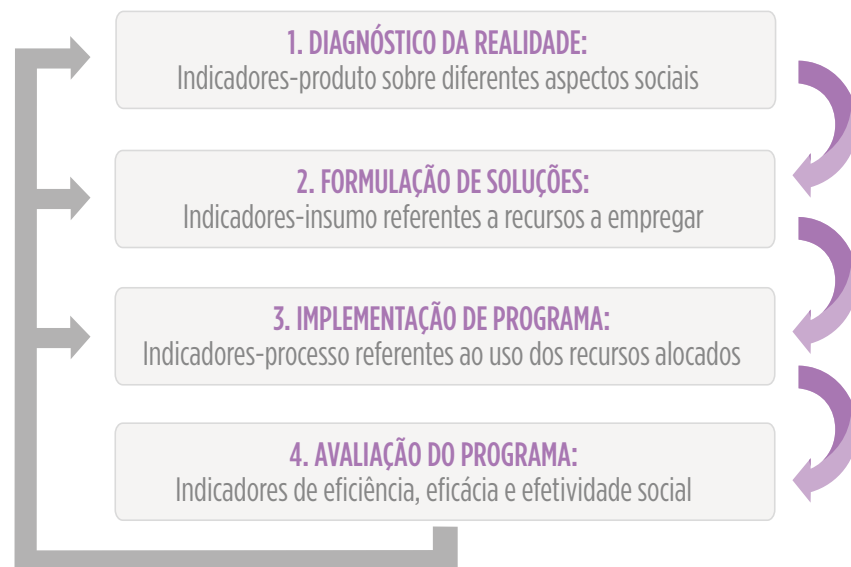 1. DIAGNÓSTICO DA REALIDADE:
Indicadores-produto sobre diferentes aspectos sociais
2. FORMULAÇÃO DE SOLUÇÕES:
Indicadores-insumo referentes a recursos a empregar
3. IMPLEMENTAÇÃO DE PROGRAMA:
Indicadores-processo referentes ao uso dos recursos alocados
4. AVALIAÇÃO DO PROGRAMA:
Indicadores de eficiência, eficácia e efetividade social